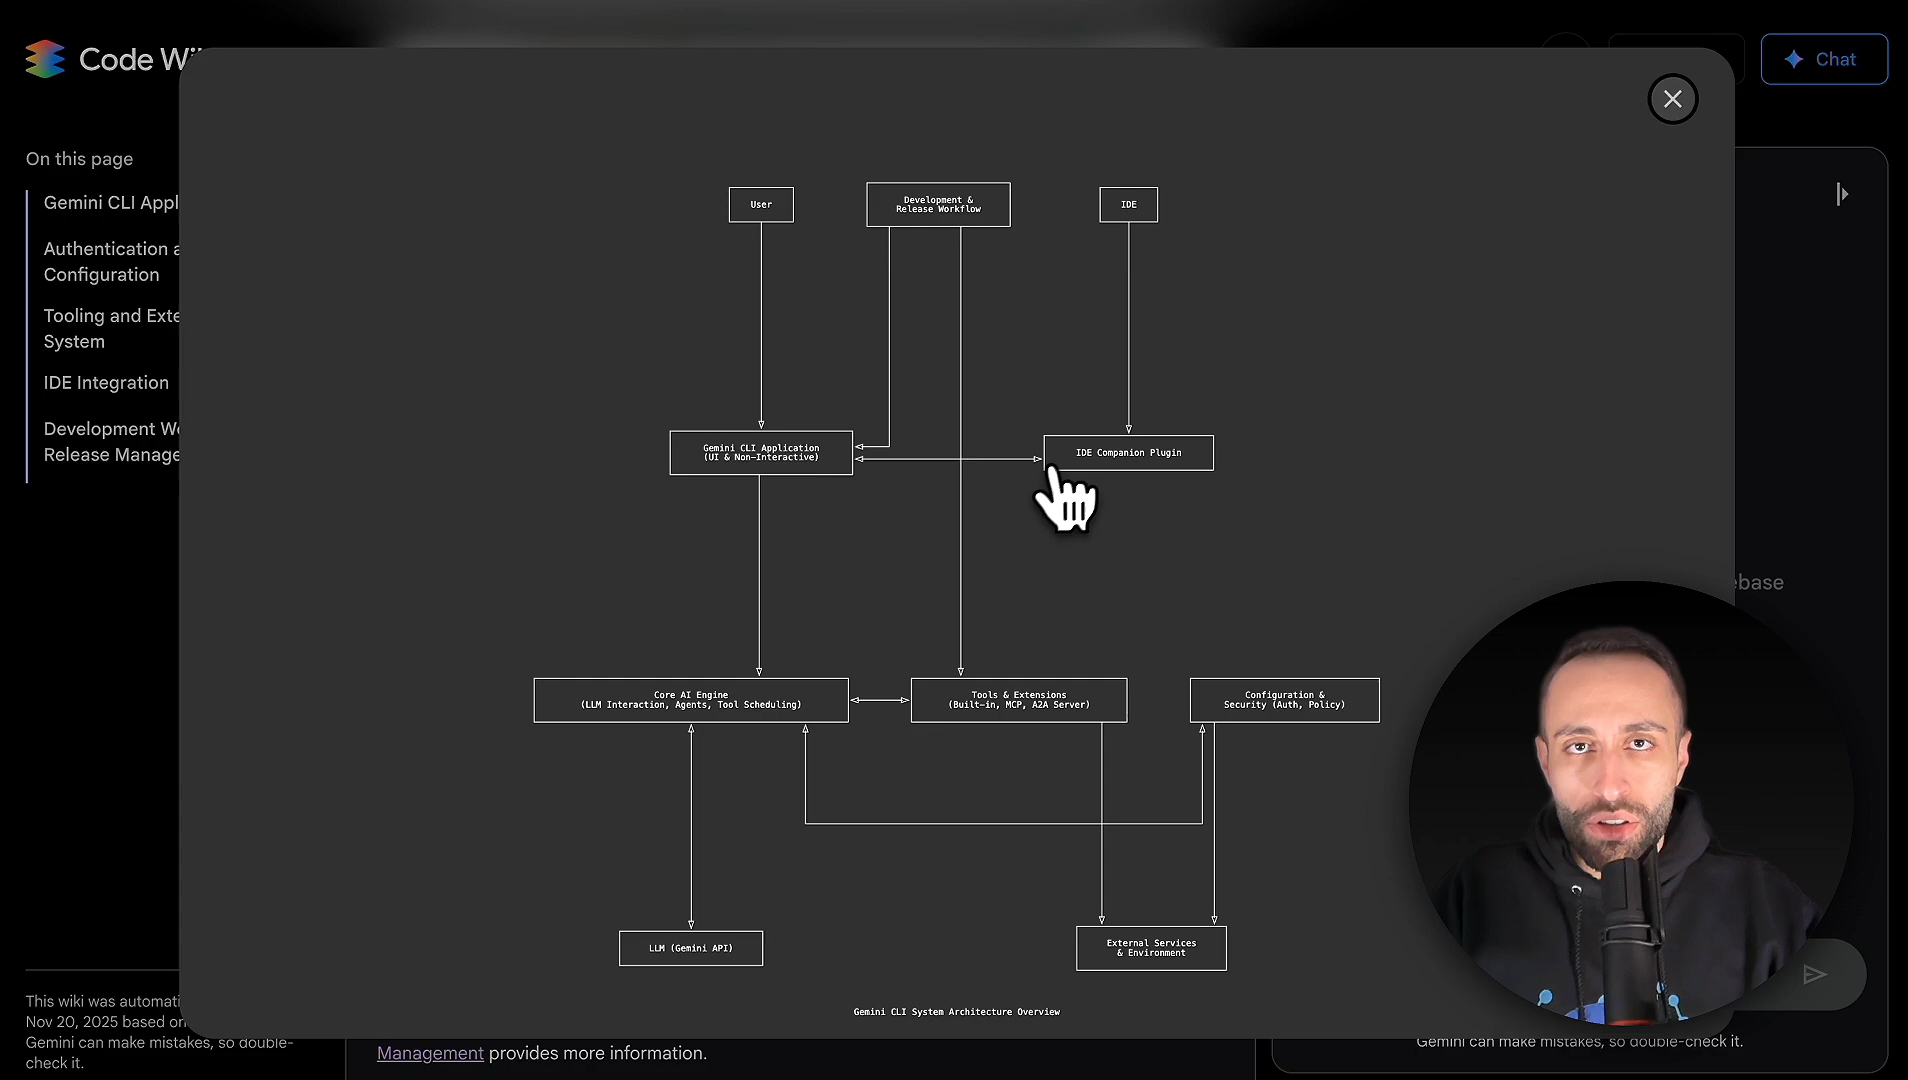 Code Wi
Chat
On this page
Gemini CLI Appl
Authentication a
Configuration
Tooling and Exte
System
IDE Integration
Development Wo
Release Manage
User
Development &
Release Workflow
IDE
Gemini CLI Application
(UI & Non-Interactive)
IDE Companion Plugin
Core AI Engine
(LLM Interaction, Agents, Tool Scheduling)
Tools & Extensions
(Built-in, MCP, A2A Server)
Configuration &
Security (Auth, Policy)
LLM (Gemini API)
External Services
& Environment
Gemini CLI System Architecture Overview
ebase
This wiki was automati
Nov 20, 2025 based on
Gemini can make mistakes, so double-
check it.
Management provides more information.
Gemini can make mistakes, so double-check it.